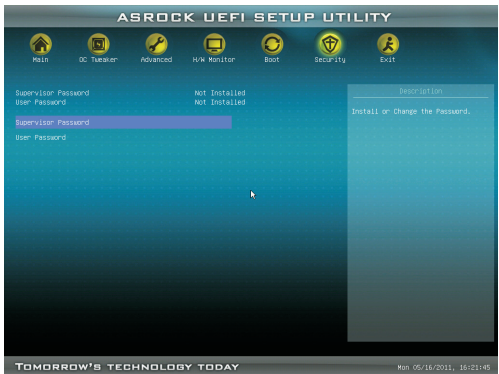 ASROCK UEFI SETUP UTILITY
Main OC Tweaker Advanced H/W Monitor Boot Security Exit
Supervisor Password Not Installed
User Password Not Installed
Supervisor Password
User Password
Description
Install or Change the Password.
TOMORROW'S TECHNOLOGY TODAY
Mon 05/16/2011, 16:21:45